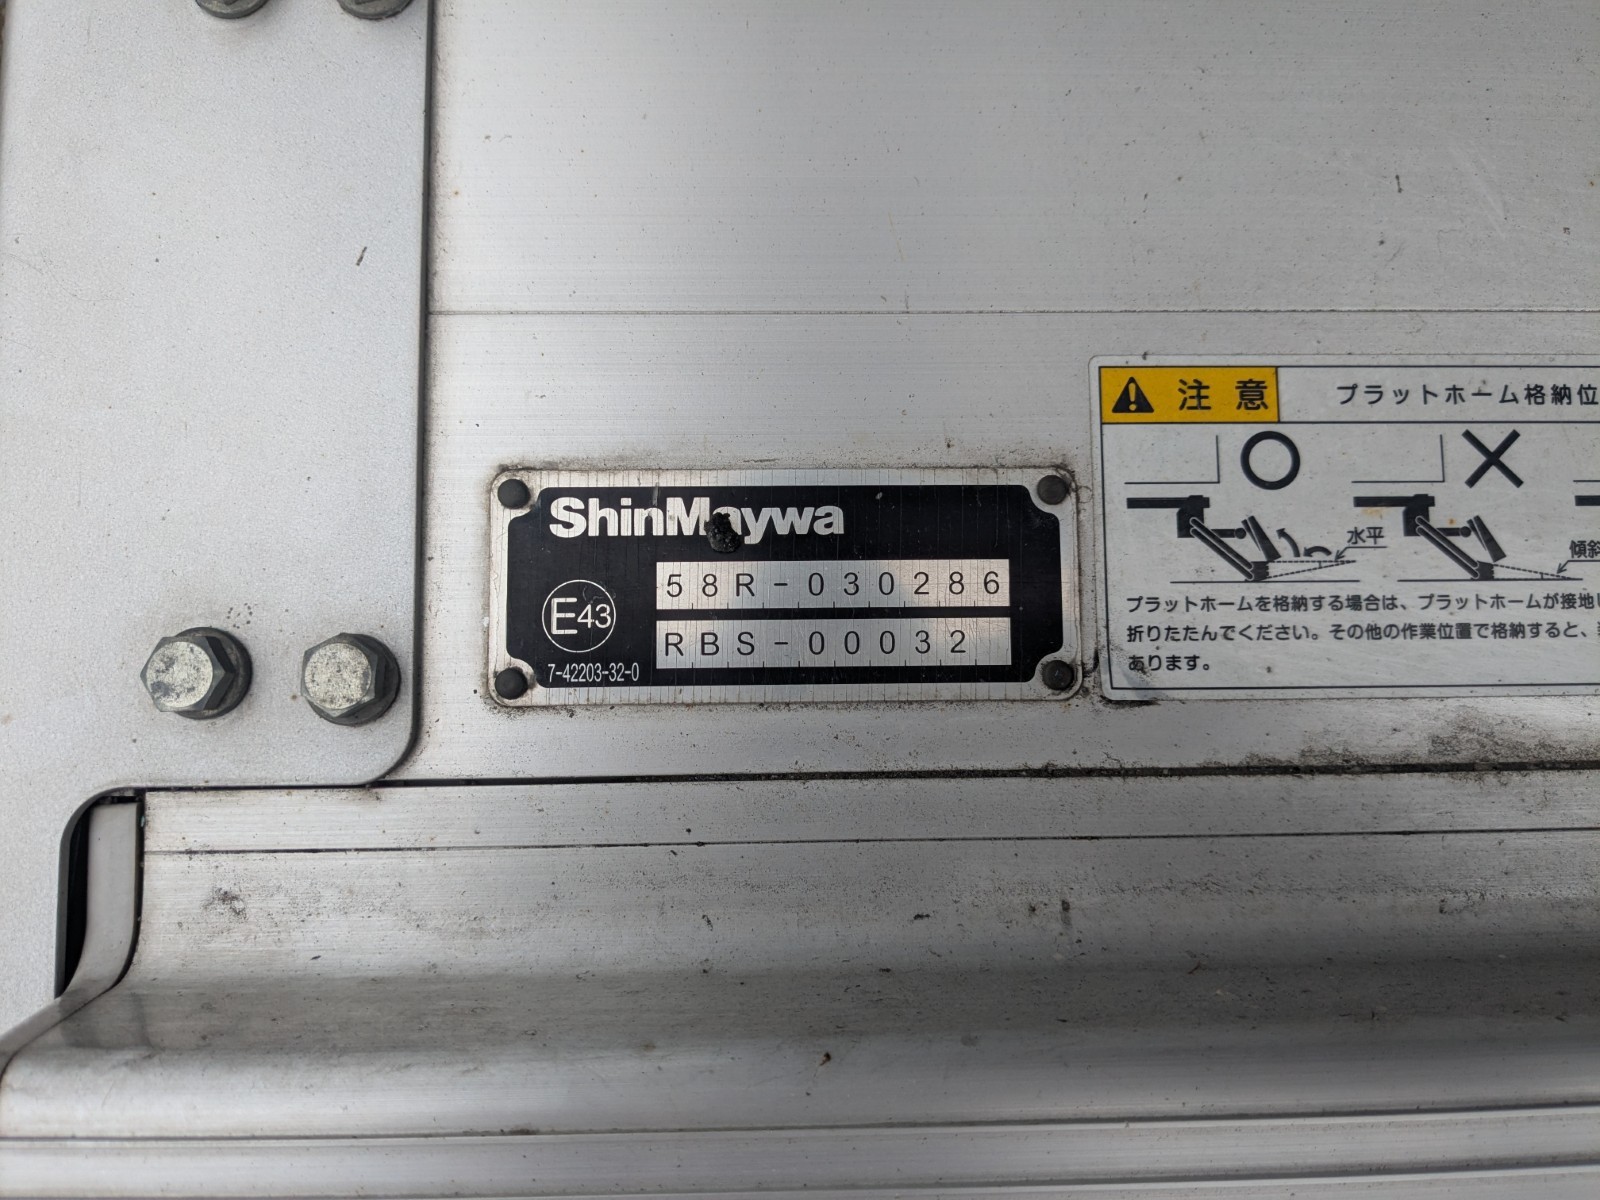 ShinMaywa
58R-030286
E43
RBS-00032
7-42203-32-0
注意
プラットホーム格納位
水平
傾斜
プラットホームを格納する場合は、プラットホームが接地し
折りたたんでください。その他の作業位置で格納すると、
あります。